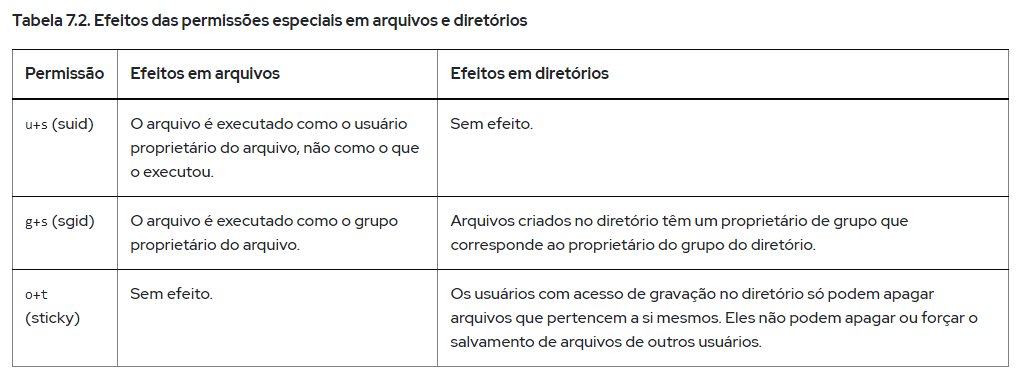 Tabela 7.2. Efeitos das permissões especiais em arquivos e diretórios
Permissão
Efeitos em arquivos
Efeitos em diretórios
u+s (suid)
O arquivo é executado como o usuário
proprietário do arquivo, não como o que
o executou.
Sem efeito.
g+s (sgid)
O arquivo é executado como o grupo
proprietário do arquivo.
Arquivos criados no diretório têm um proprietário de grupo que
corresponde ao proprietário do grupo do diretório.
o+t
(sticky)
Sem efeito.
Os usuários com acesso de gravação no diretório só podem apagar
arquivos que pertencem a si mesmos. Eles não podem apagar ou forçar o
salvamento de arquivos de outros usuários.